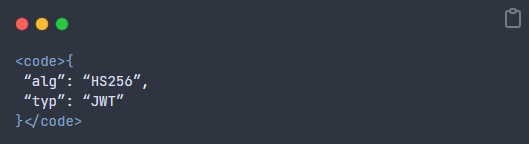 <code>{
“alg”: “HS256”,
“typ”: “JWT”
}</code>